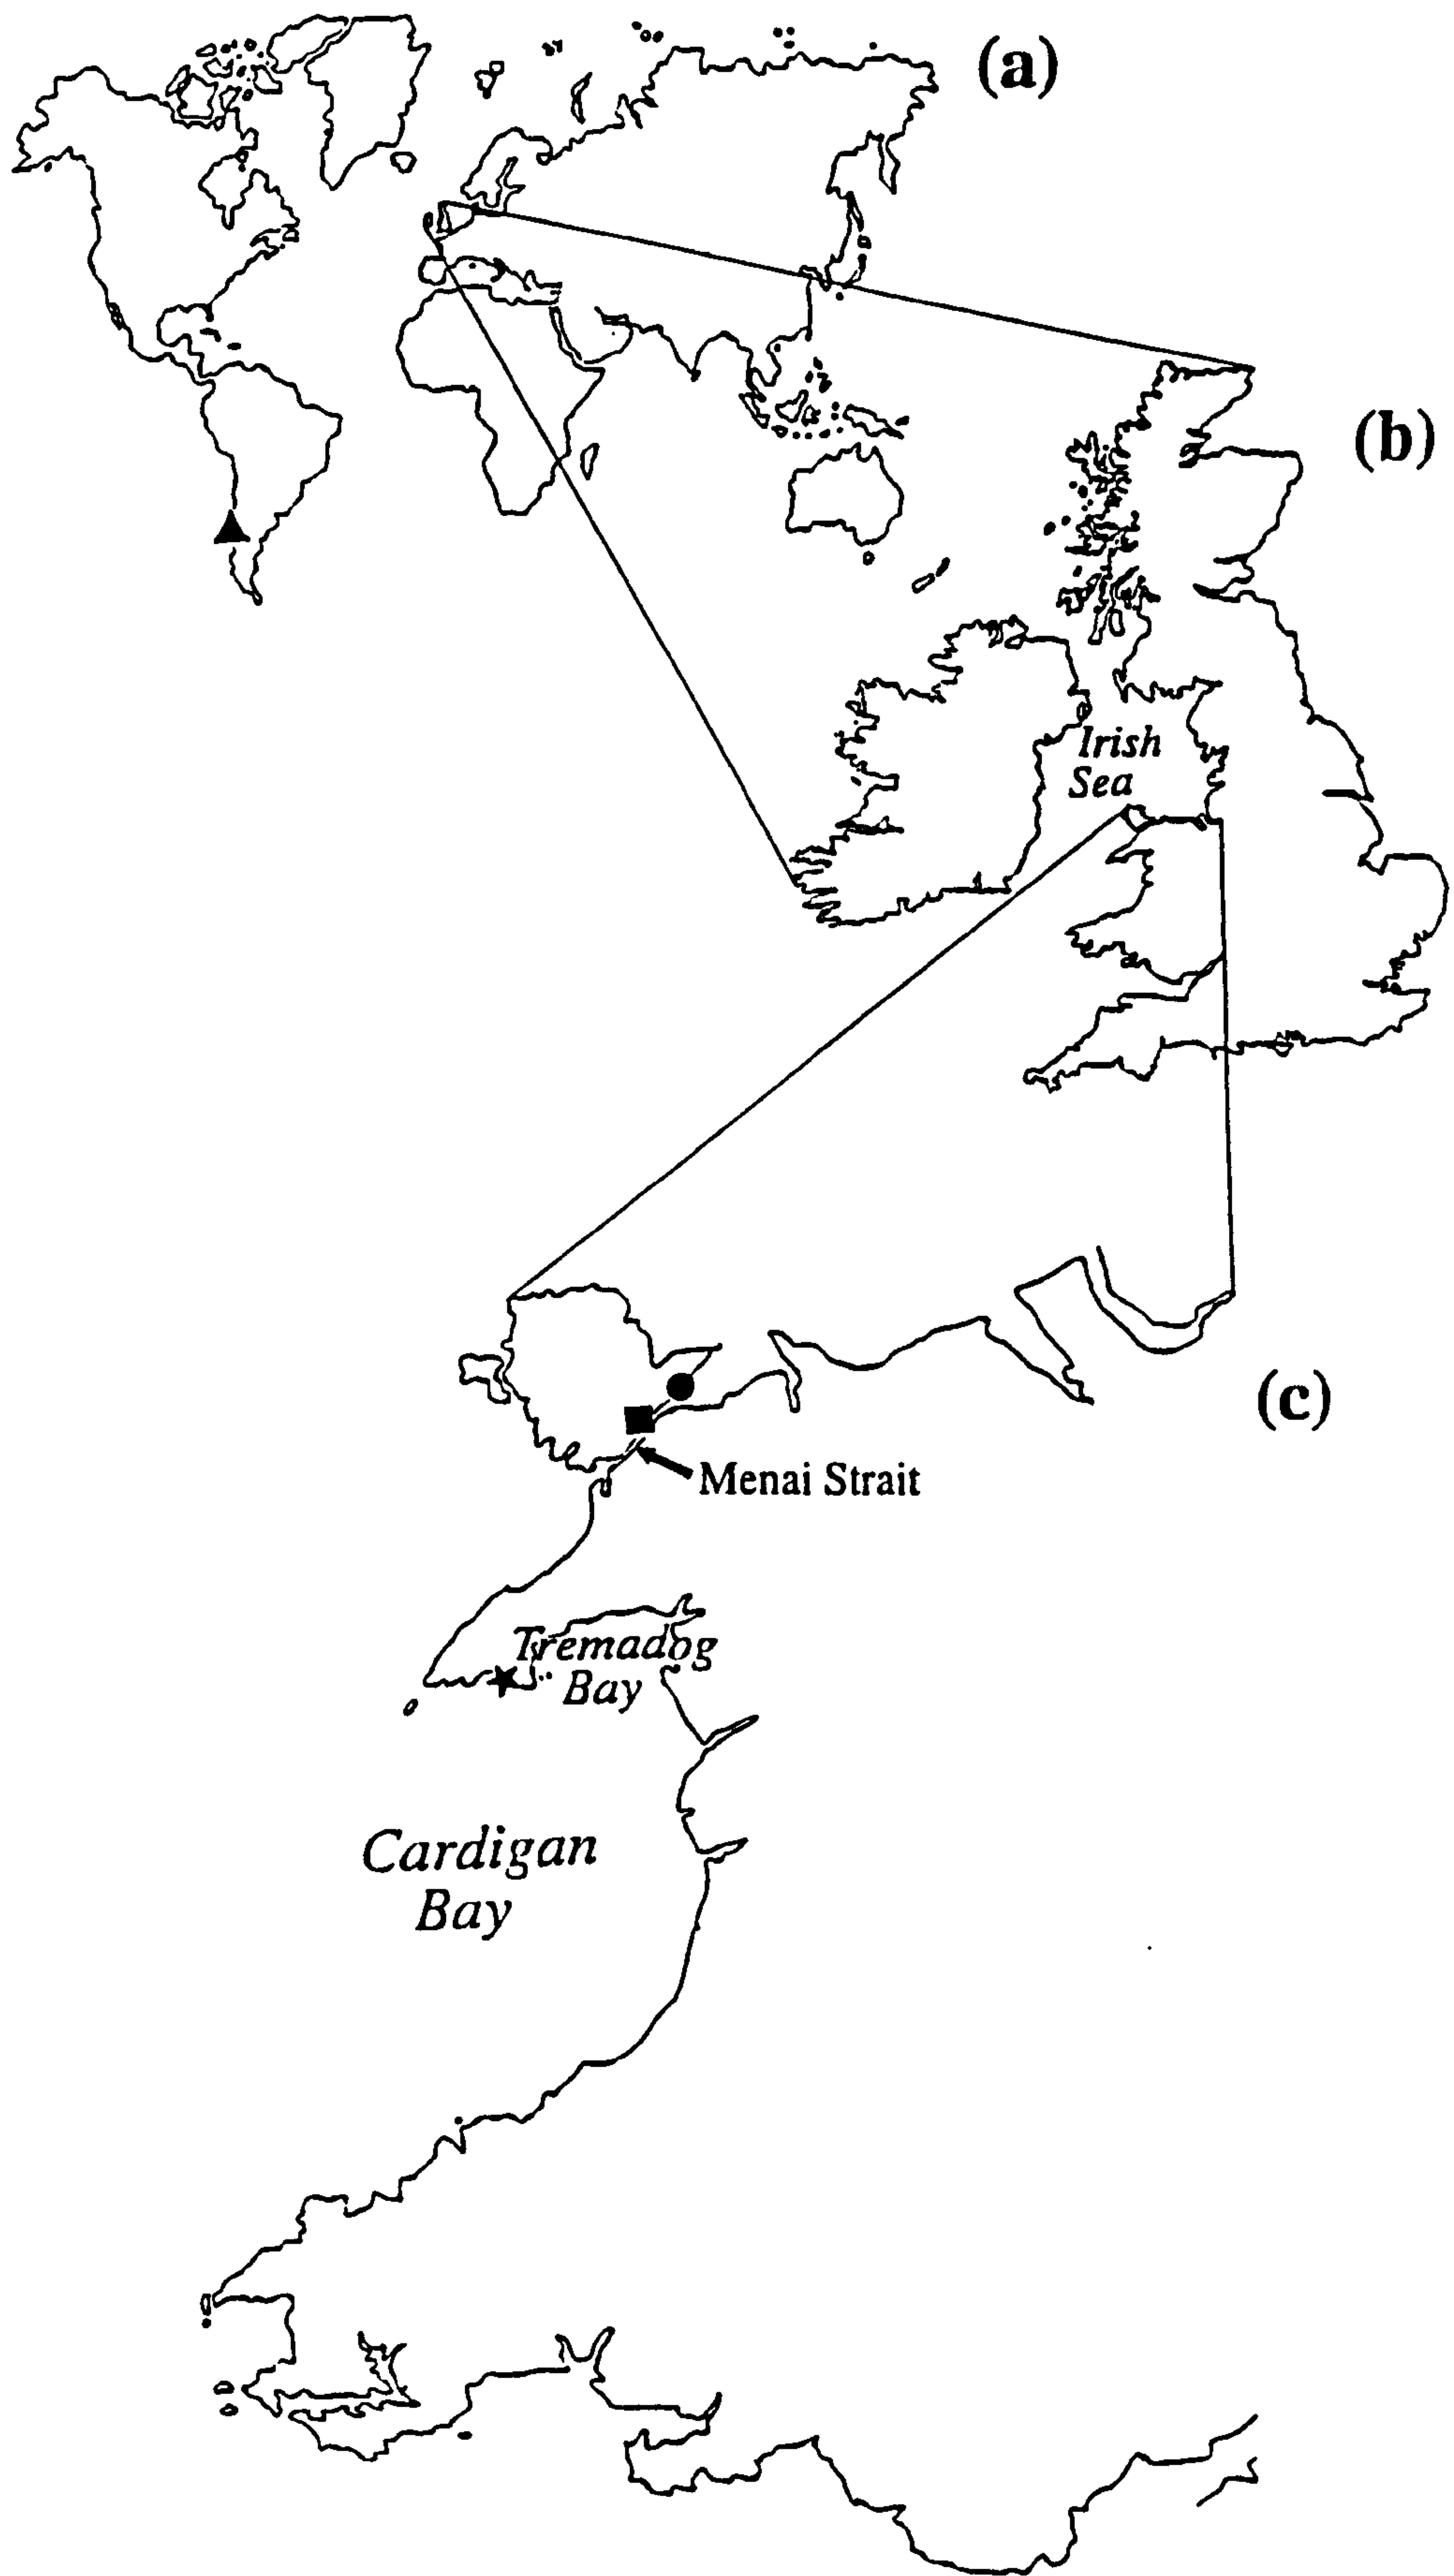 (a)
(b)
Irish
Sea
(c)
Menai Strait
Tremadog
Bay
Cardigan
Bay